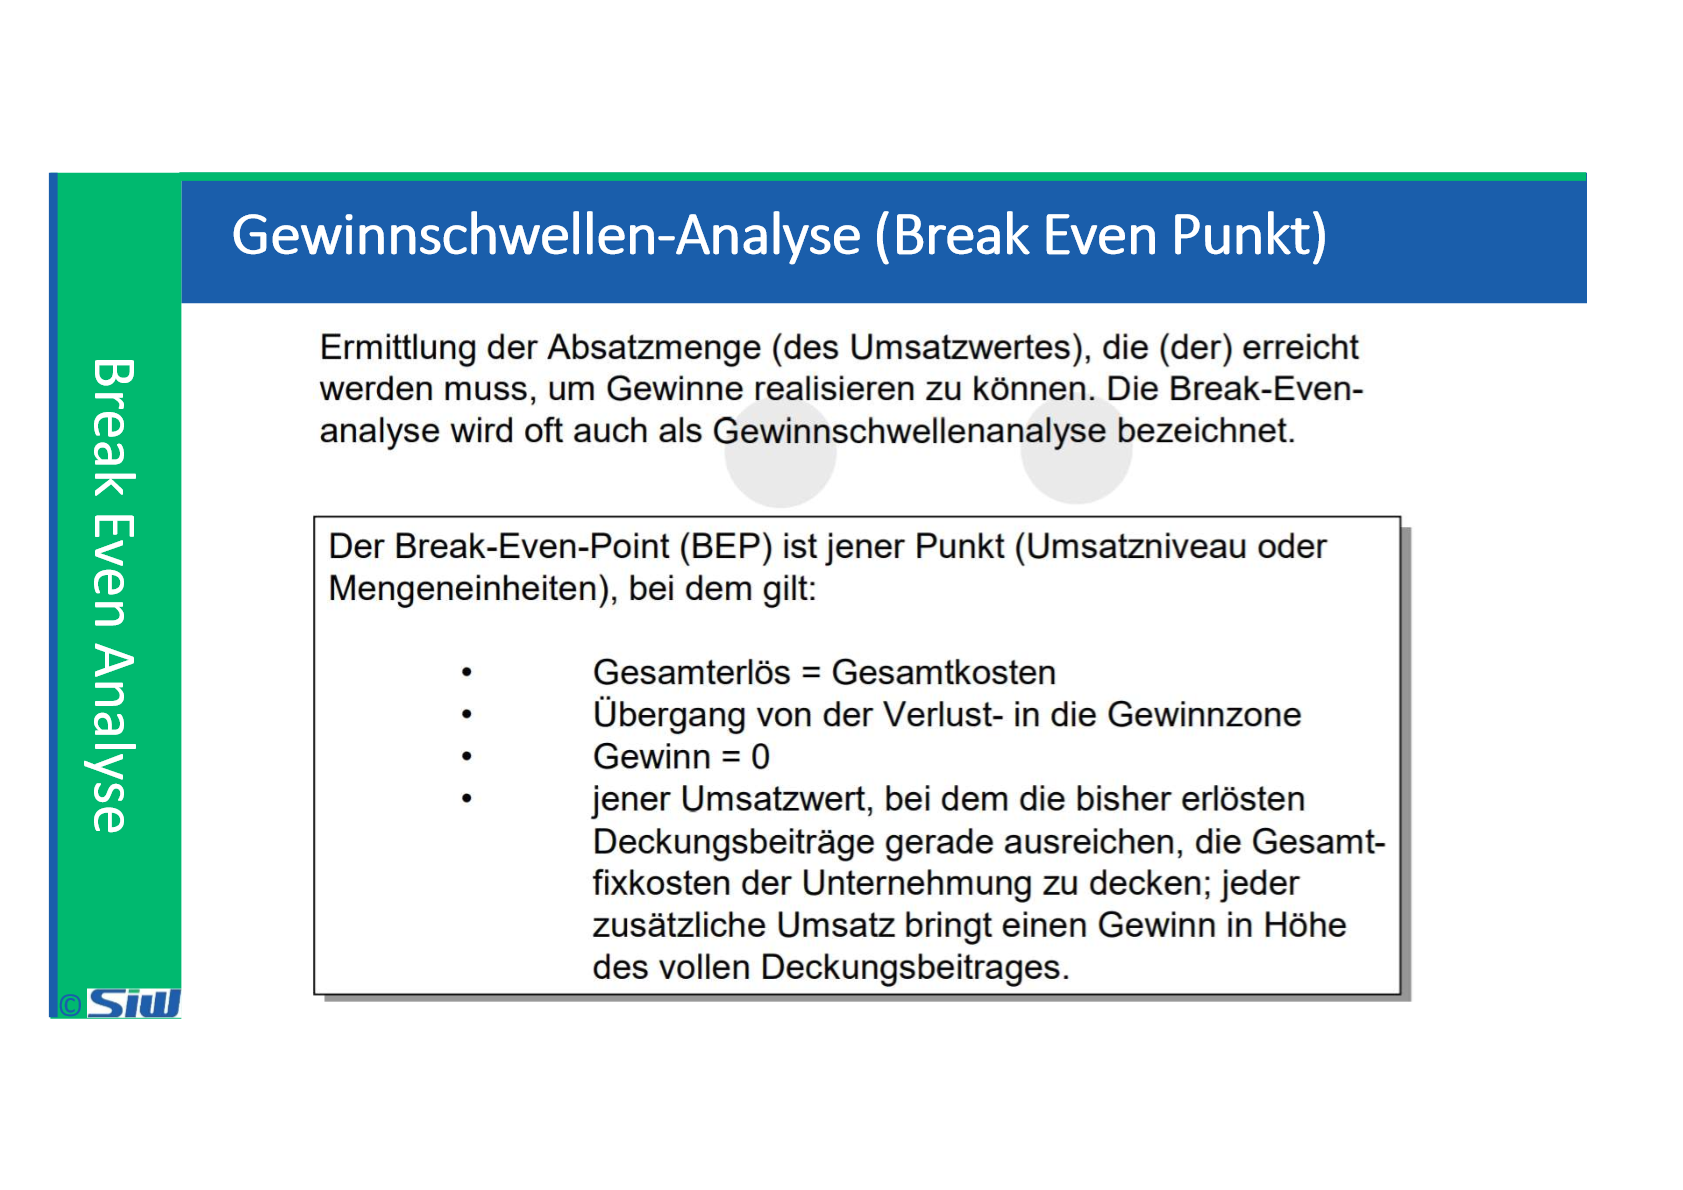 Gewinnschwellen-Analyse (Break Even Punkt)
Break Even Analyse
Ermittlung der Absatzmenge (des Umsatzwertes), die (der) erreicht
werden muss, um Gewinne realisieren zu können. Die Break-Even-
analyse wird oft auch als Gewinnschwellenanalyse bezeichnet.
Der Break-Even-Point (BEP) ist jener Punkt (Umsatzniveau oder
Mengeneinheiten), bei dem gilt:
• Gesamterlös = Gesamtkosten
• Übergang von der Verlust- in die Gewinnzone
• Gewinn = 0
• jener Umsatzwert, bei dem die bisher erlösten
Deckungsbeiträge gerade ausreichen, die Gesamt-
fixkosten der Unternehmung zu decken; jeder
zusätzliche Umsatz bringt einen Gewinn in Höhe
des vollen Deckungsbeitrages.
© SiW